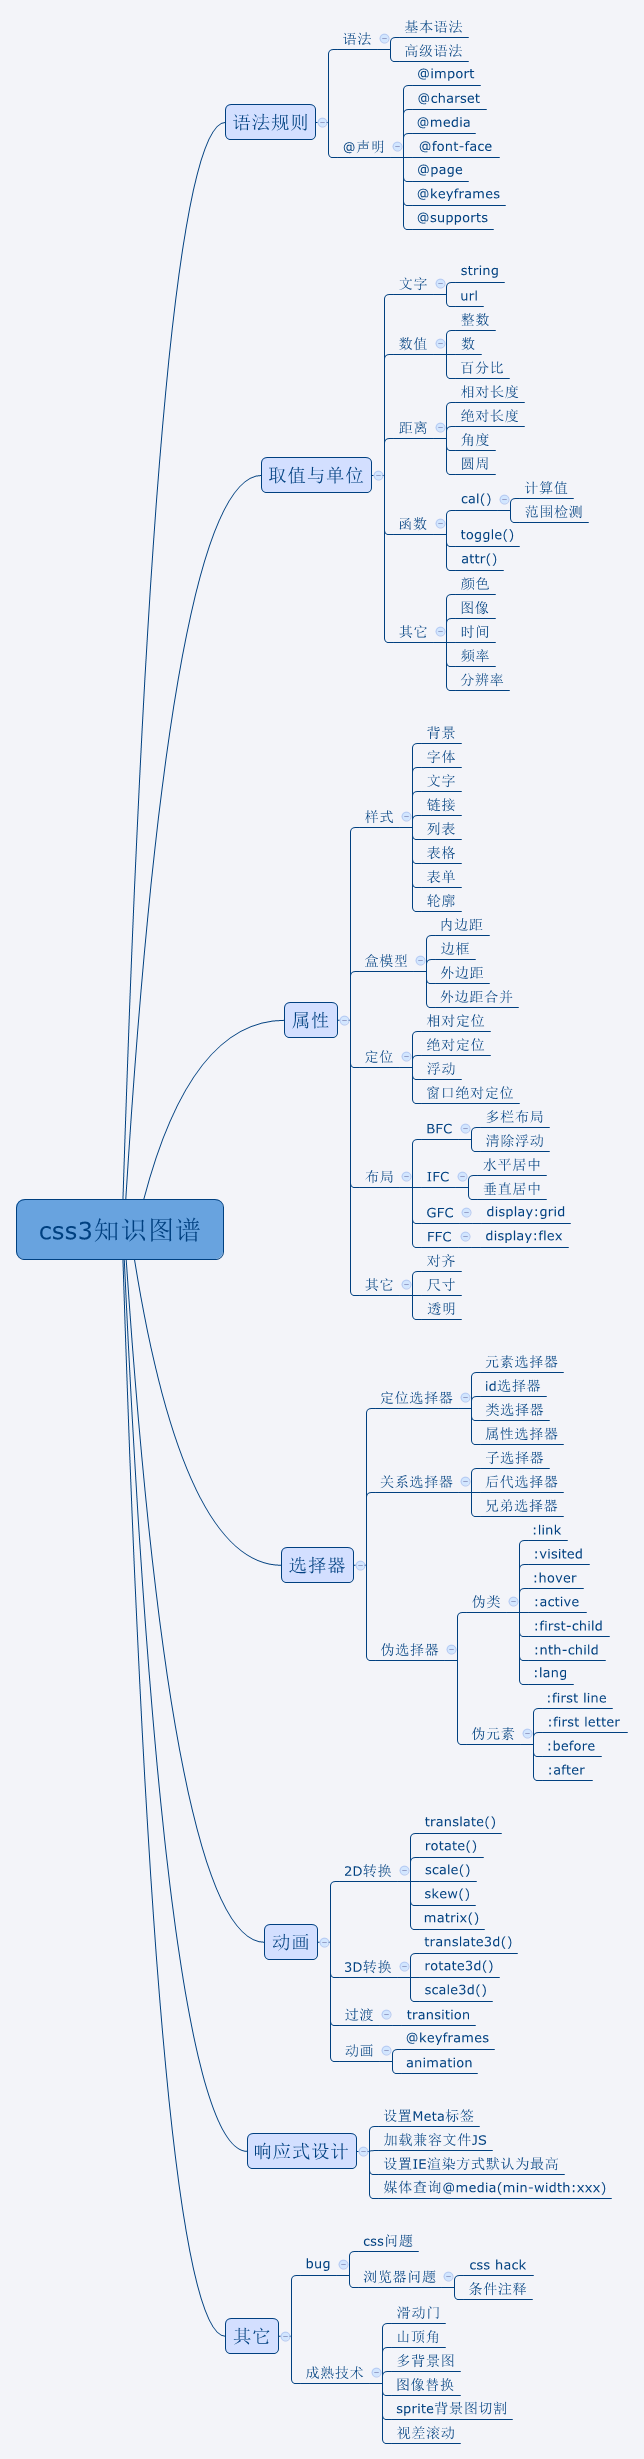 css3知识图谱
语法规则
语法
基本语法
高级语法
@声明
@import
@charset
@media
@font-face
@page
@keyframes
@supports
取值与单位
文字
string
url
数值
整数
数
百分比
距离
相对长度
绝对长度
角度
圆周
函数
cal()
计算值
范围检测
toggle()
attr()
其它
颜色
图像
时间
频率
分辨率
属性
样式
背景
字体
文字
链接
列表
表格
表单
轮廓
盒模型
内边距
边框
外边距
外边距合并
定位
相对定位
绝对定位
浮动
窗口绝对定位
布局
BFC
多栏布局
清除浮动
IFC
水平居中
垂直居中
GFC
display:grid
FFC
display:flex
其它
对齐
尺寸
透明
选择器
定位选择器
元素选择器
id选择器
类选择器
属性选择器
关系选择器
子选择器
后代选择器
兄弟选择器
伪选择器
伪类
:link
:visited
:hover
:active
:first-child
:nth-child
:lang
伪元素
:first line
:first letter
:before
:after
动画
2D转换
translate()
rotate()
scale()
skew()
matrix()
3D转换
translate3d()
rotate3d()
scale3d()
过渡
transition
动画
@keyframes
animation
响应式设计
设置Meta标签
加载兼容文件JS
设置IE渲染方式默认为最高
媒体查询@media(min-width:xxx)
其它
bug
css问题
浏览器问题
css hack
条件注释
成熟技术
滑动门
山顶角
多背景图
图像替换
sprite背景图切割
视差滚动